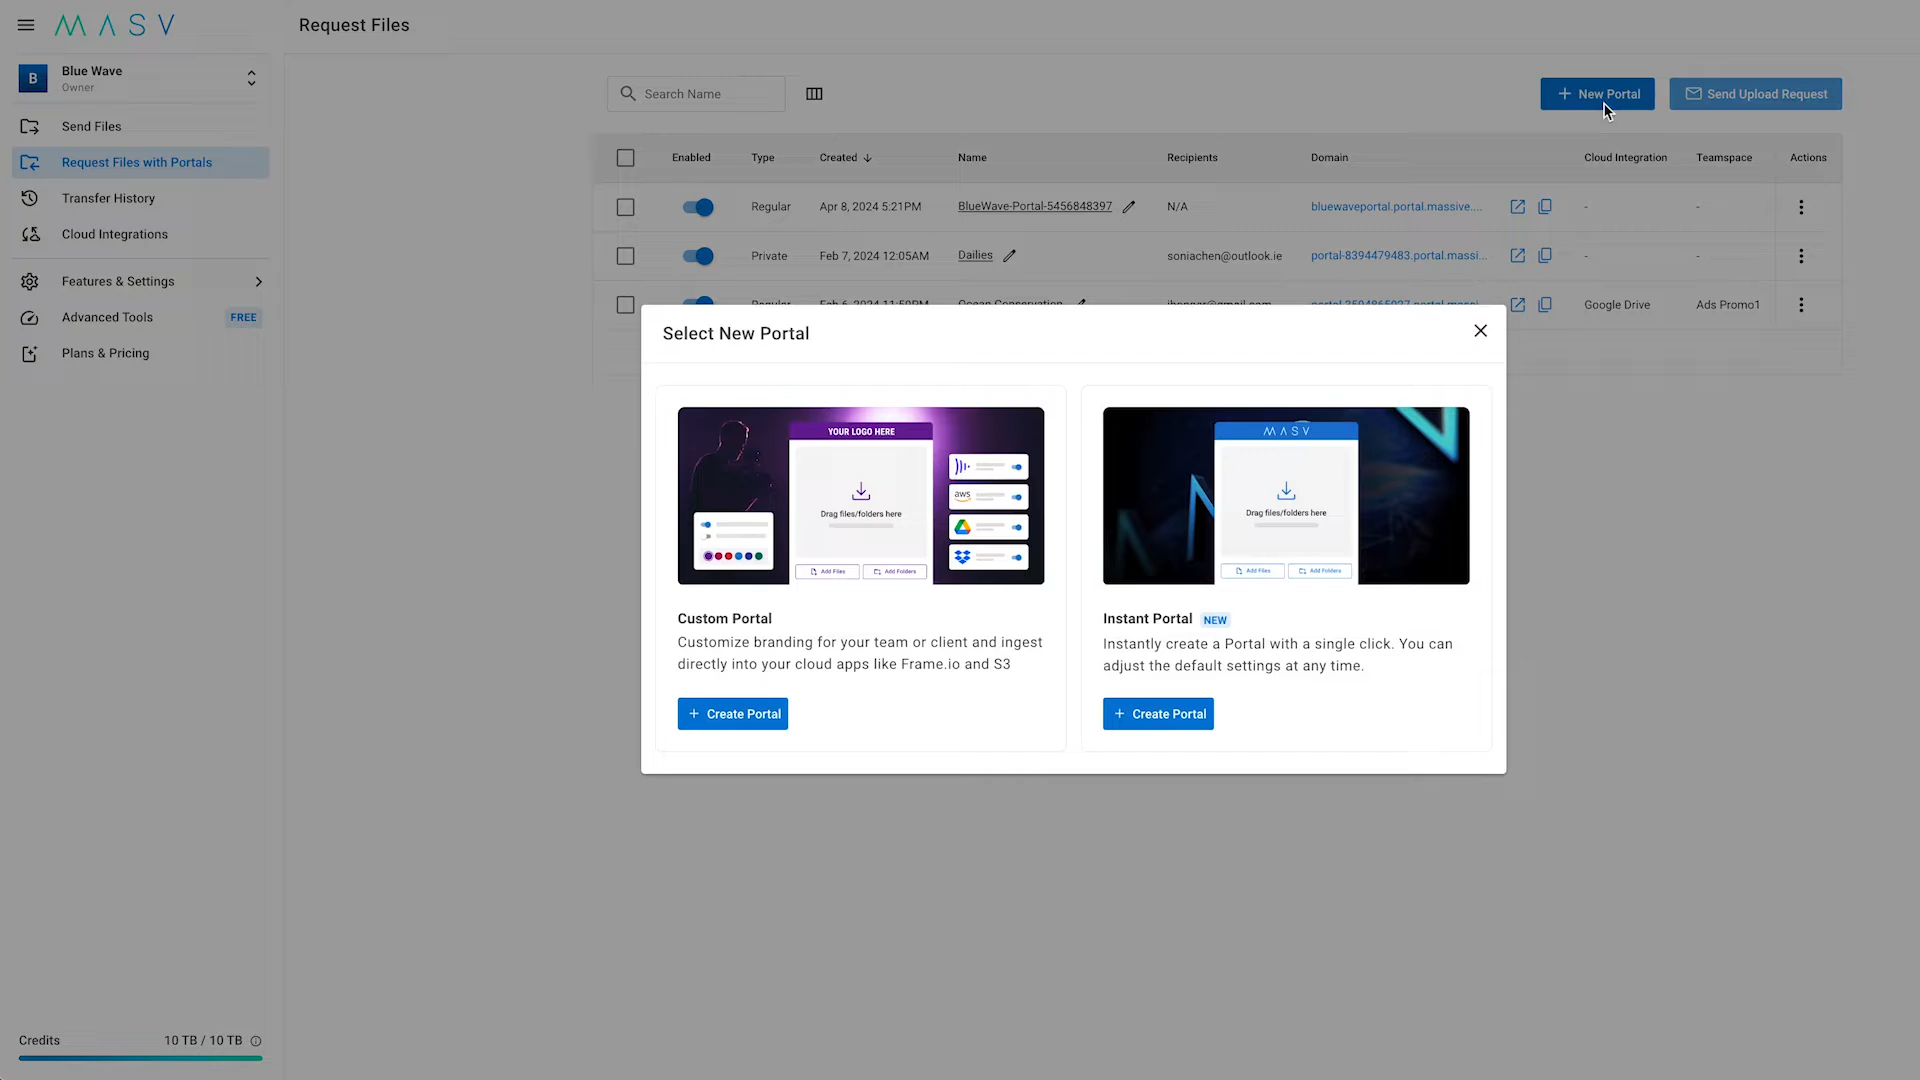 MASV
Request Files
B
Blue Wave
Owner
Send Files
Request Files with Portals
Transfer History
Cloud Integrations
Features & Settings
Advanced Tools
FREE
Plans & Pricing
Credits
10 TB / 10 TB
Search Name
+ New Portal
Send Upload Request
Enabled Type Created Name Recipients Domain Cloud Integration Teamspace Actions
Regular Apr 8, 2024 5:21PM BlueWave-Portal-5456848397 N/A bluewaveportal.portal.massive.... - -
Private Feb 7, 2024 12:05AM Dailies soniachen@outlook.ie portal-8394479483.portal.massi... - -
Regular Feb 6, 2024 11:59PM Ocean Conservation Google Drive Ads Promo1
Select New Portal
YOUR LOGO HERE
Drag files/folders here
Add Files
Add Folders
aws
Custom Portal
Customize branding for your team or client and ingest
directly into your cloud apps like Frame.io and S3
+ Create Portal
MASV
Drag files/folders here
Add Files
Add Folders
Instant Portal NEW
Instantly create a Portal with a single click. You can
adjust the default settings at any time.
+ Create Portal